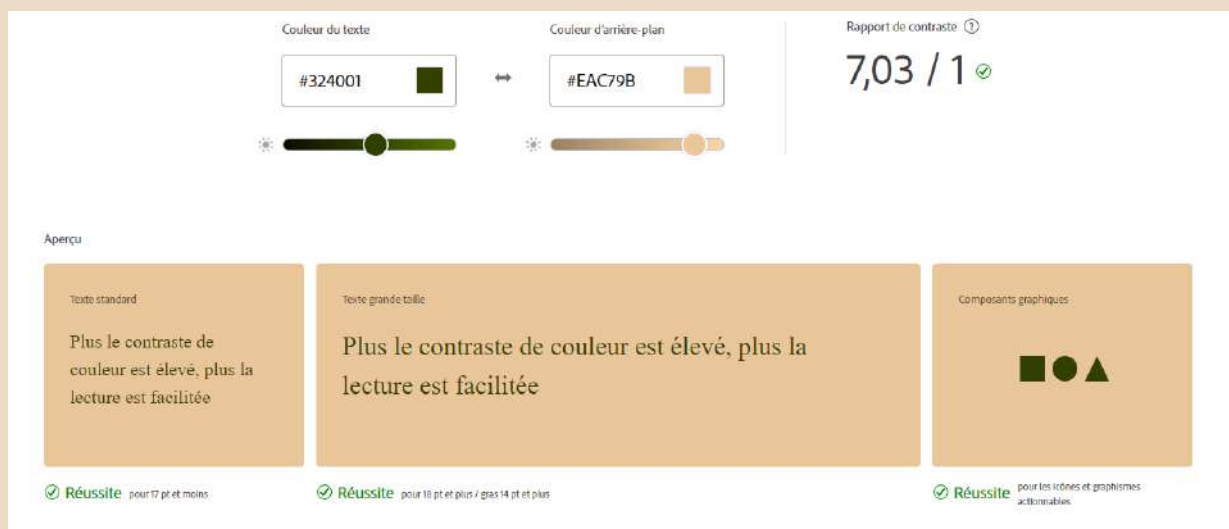 Couleur du texte
Couleur d'arrière-plan
Rapport de contraste ?
#324001
#EAC79B
7,03 / 1
Aperçu
Texte standard
Plus le contraste de
couleur est élevé, plus la
lecture est facilitée
Texte grande taille
Plus le contraste de couleur est élevé, plus la
lecture est facilitée
Composants graphiques
Réussite pour 17 pt et moins
Réussite pour 18 pt et plus / gras 14 pt et plus
Réussite pour les icônes et graphismes
actionnables